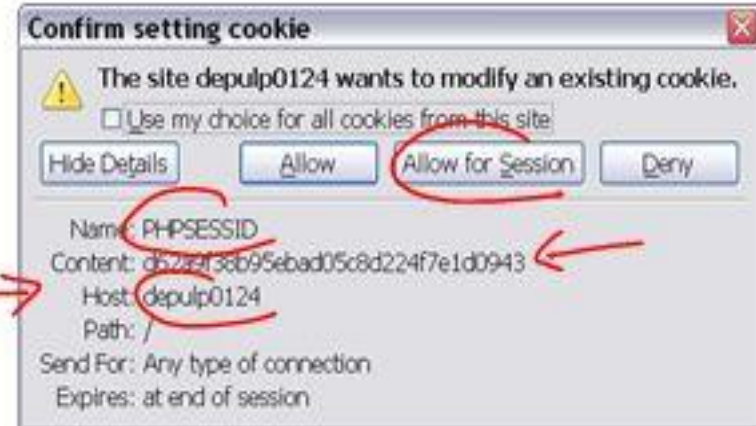 Confirm setting cookie
The site depulp0124 wants to modify an existing cookie.
Use my choice for all cookies from this site
Hide Details Allow Allow for Session Deny
Name: PHPSESSID
Content: d62a9f38b95ebad05c8d224f7e1d0943
Host: depulp0124
Path: /
Send For: Any type of connection
Expires: at end of session